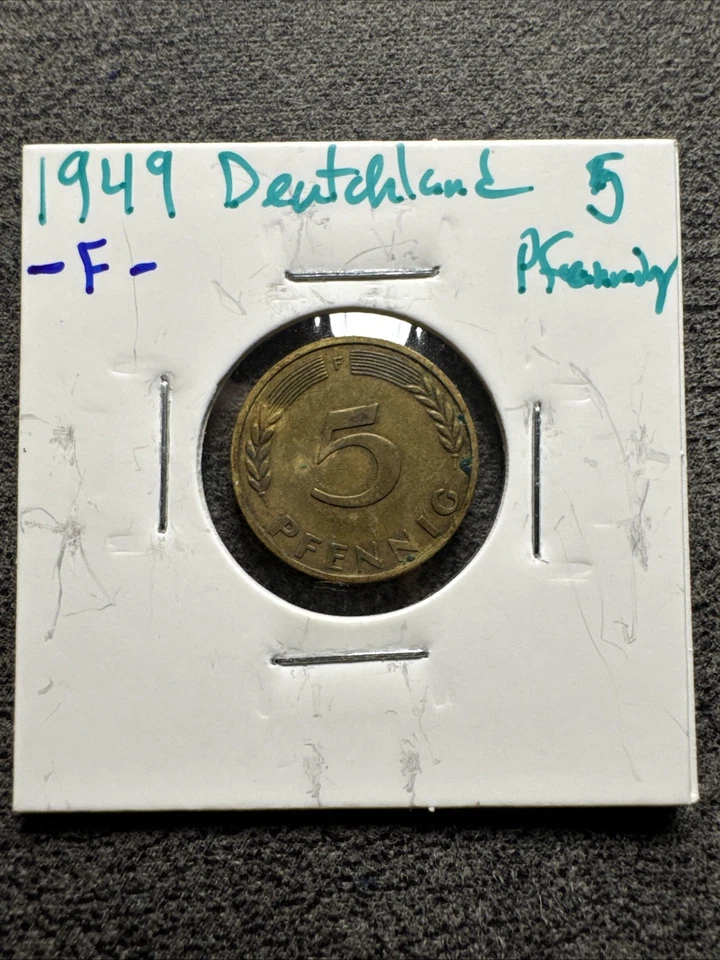 1949 Deutchland 5
-F- Pfennig
F
5
PFENNIG